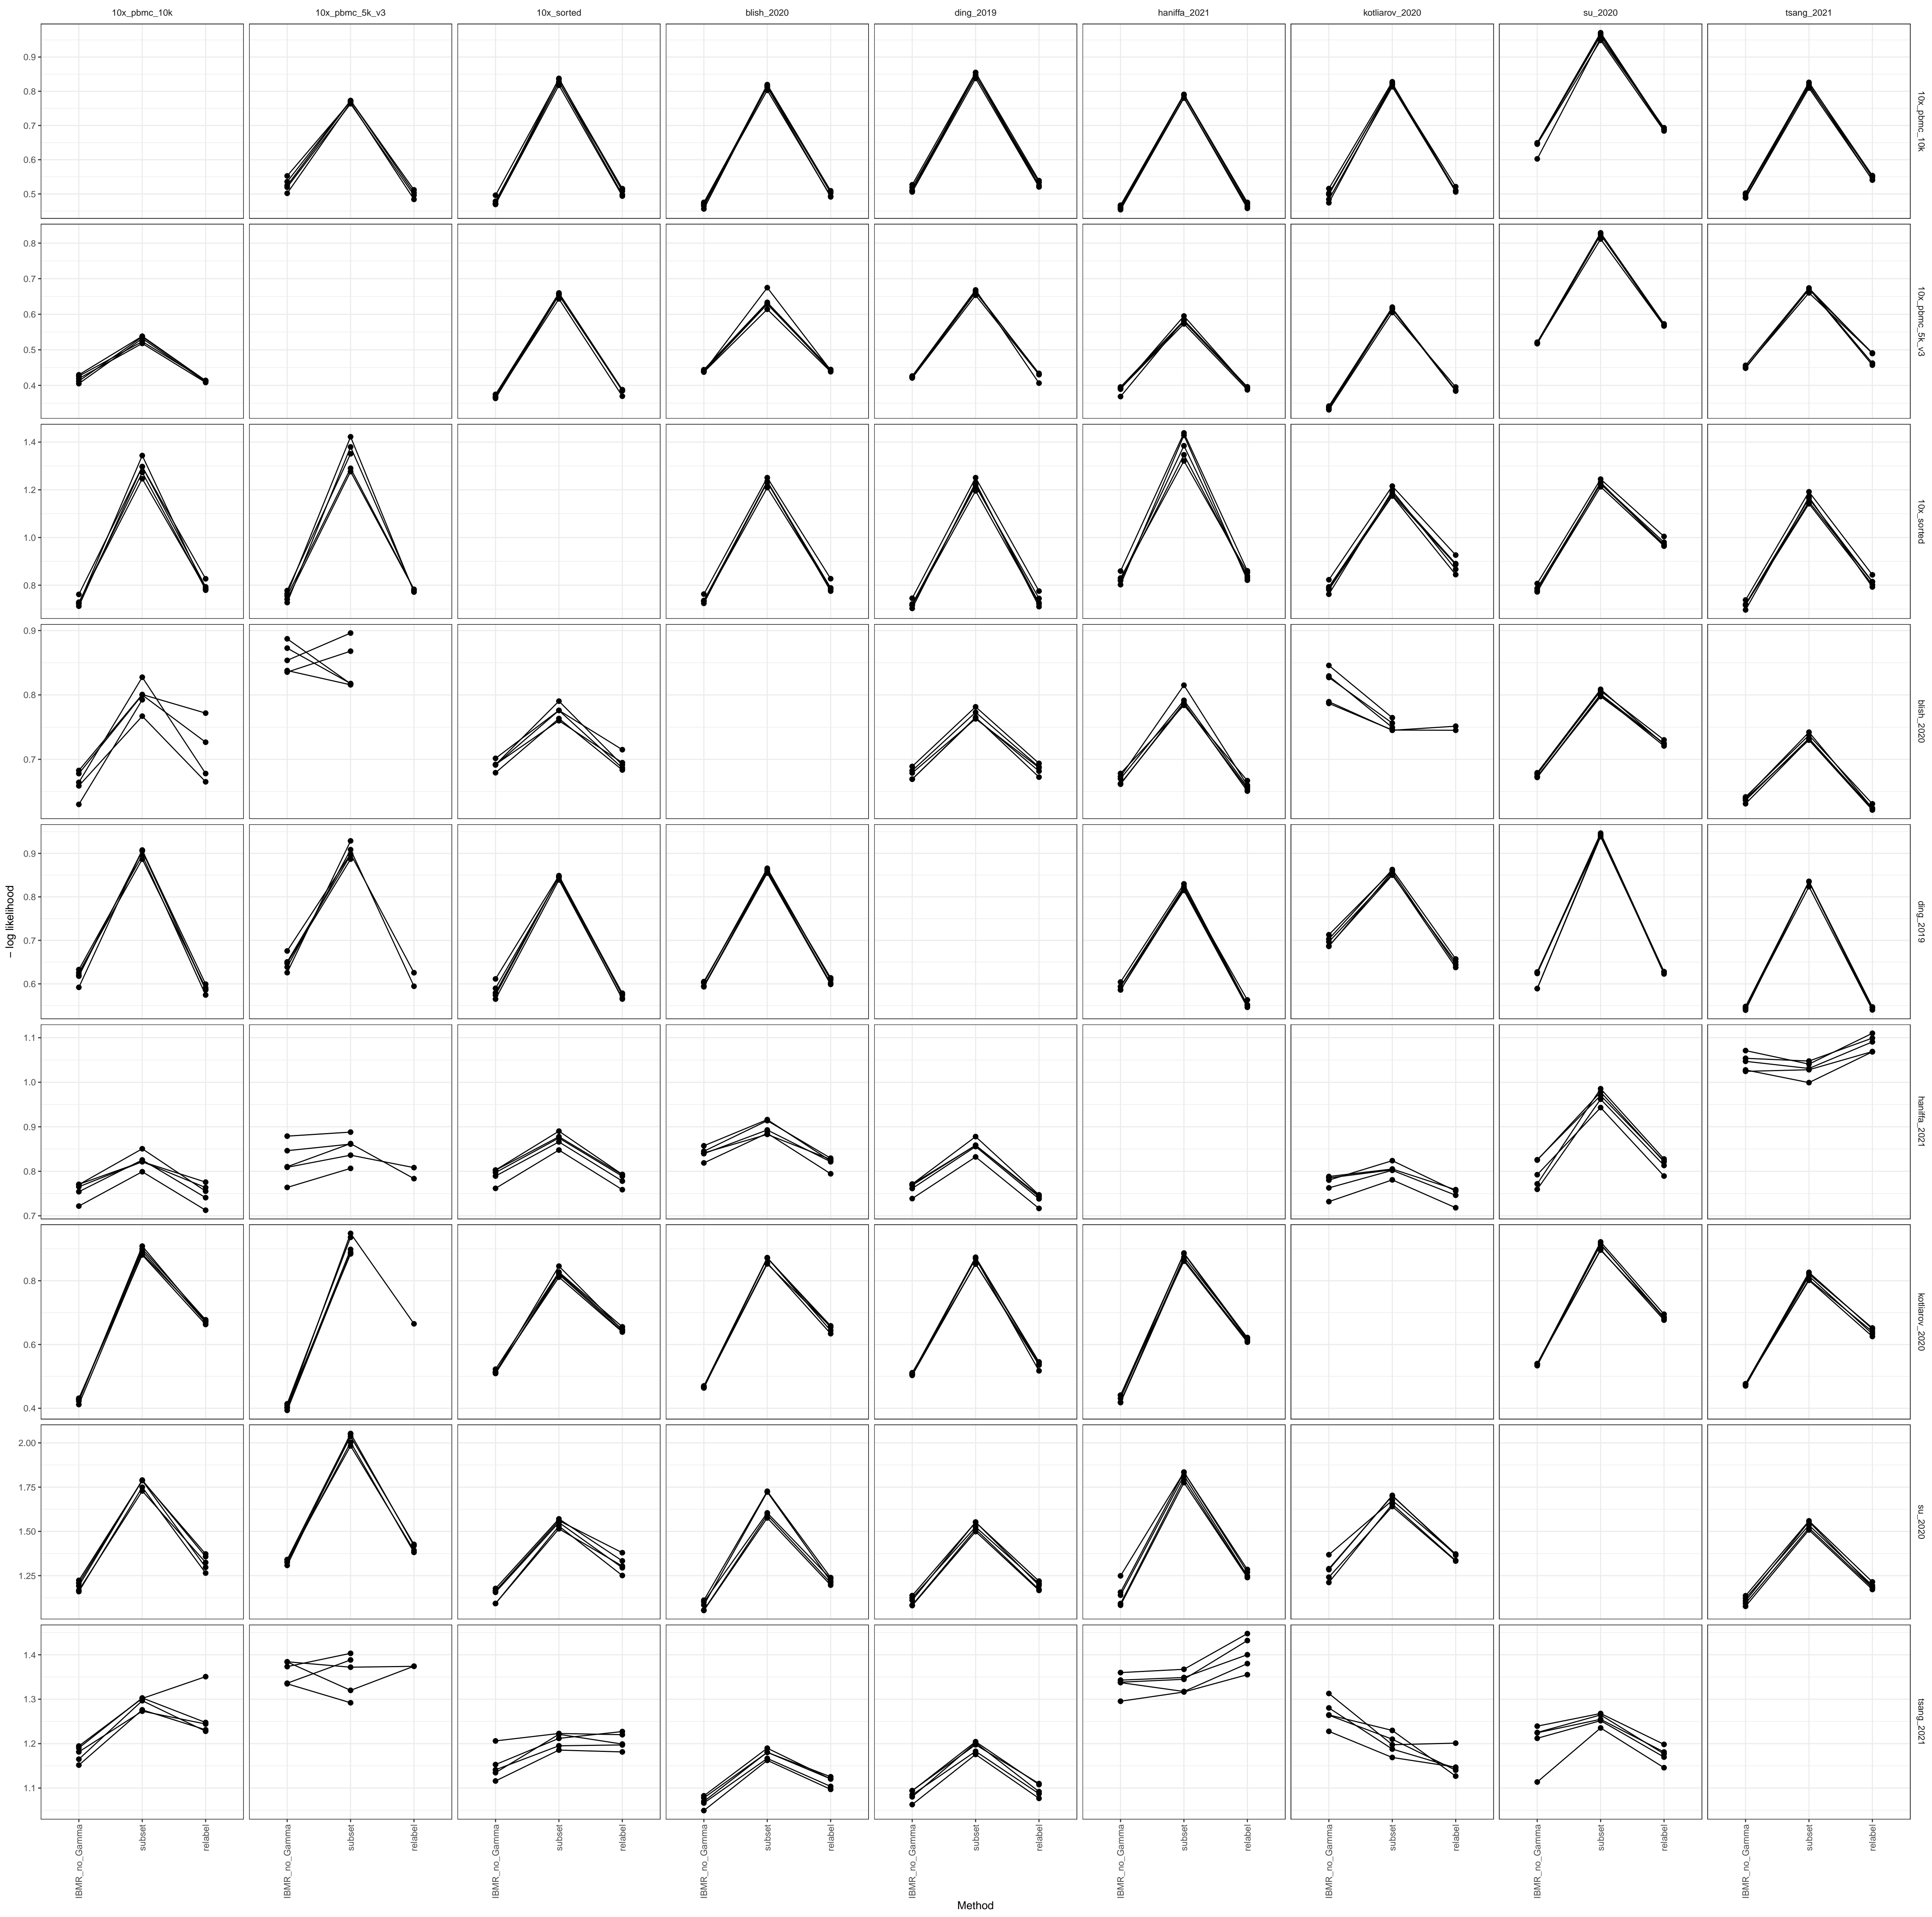 10x_pbmc_10k 10x_pbmc_5k_v3 10x_sorted blish_2020 ding_2019 haniffa_2021 kotliarov_2020 su_2020 tsang_2021
0.9
0.8
0.7
0.6
0.5
10x_pbmc_10k
0.8
0.7
0.6
0.5
0.4
10x_pbmc_5k_v3
1.4
1.2
1.0
0.8
10x_sorted
0.9
0.8
0.7
blish_2020
− log likelihood
0.9
0.8
0.7
0.6
ding_2019
1.1
1.0
0.9
0.8
0.7
haniffa_2021
0.8
0.6
0.4
kotliarov_2020
2.00
1.75
1.50
1.25
su_2020
1.4
1.3
1.2
1.1
tsang_2021
IBMR_no_Gamma subset relabel IBMR_no_Gamma subset relabel IBMR_no_Gamma subset relabel IBMR_no_Gamma subset relabel IBMR_no_Gamma subset relabel IBMR_no_Gamma subset relabel IBMR_no_Gamma subset relabel IBMR_no_Gamma subset relabel IBMR_no_Gamma subset relabel
Method